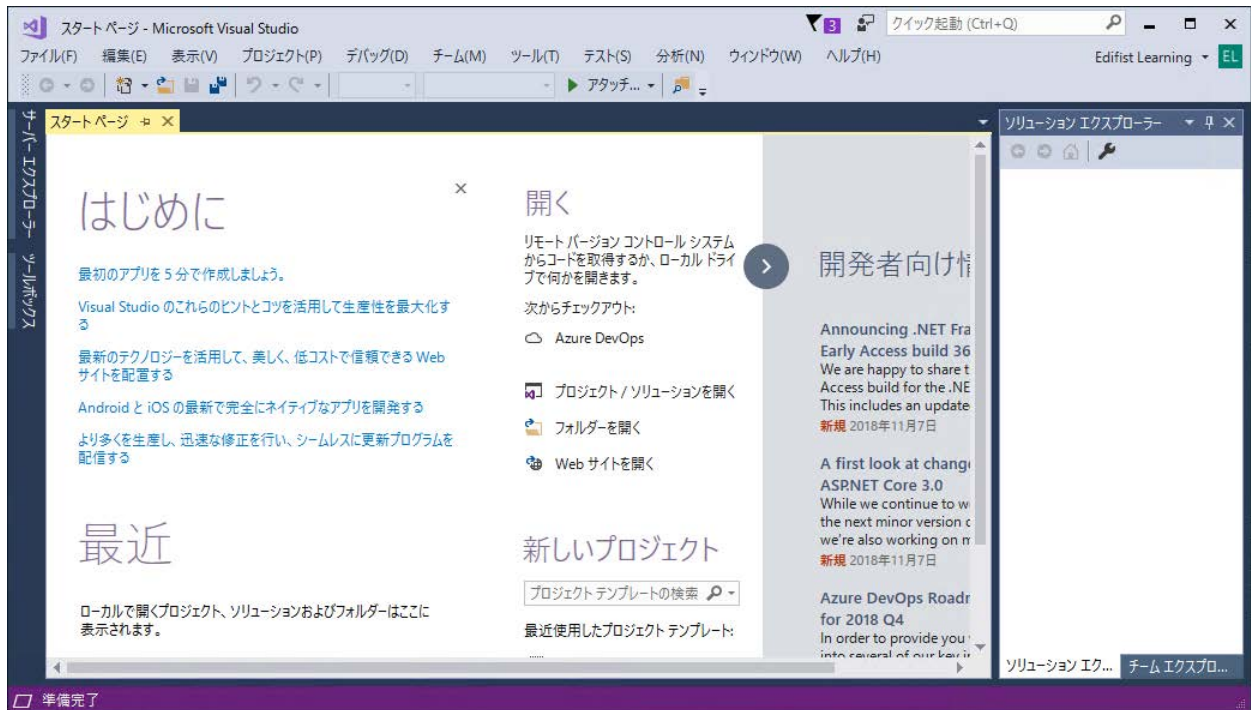 スタート ページ - Microsoft Visual Studio
3
クイック起動 (Ctrl+Q)
ファイル(F) 編集(E) 表示(V) プロジェクト(P) デバッグ(D) チーム(M) ツール(T) テスト(S) 分析(N) ウィンドウ(W) ヘルプ(H)
Edifist Learning
EL
アタッチ...
サーバー エクスプローラー
ツールボックス
スタート ページ
はじめに
最初のアプリを 5 分で作成しましょう。
Visual Studio のこれらのヒントとコツを活用して生産性を最大化す
る
最新のテクノロジーを活用して、美しく、低コストで信頼できる Web
サイトを配置する
Android と iOS の最新で完全にネイティブなアプリを開発する
より多くを生産し、迅速な修正を行い、シームレスに更新プログラムを
配信する
最近
ローカルで開くプロジェクト、ソリューションおよびフォルダーはここに
表示されます。
開く
リモート バージョン コントロール システム
からコードを取得するか、ローカル ドライ
ブで何かを開きます。
次からチェックアウト:
Azure DevOps
プロジェクト / ソリューションを開く
フォルダーを開く
Web サイトを開く
新しいプロジェクト
プロジェクト テンプレートの検索
最近使用したプロジェクト テンプレート:
開発者向け
Announcing .NET Fra
Early Access build 36
We are happy to share t
Access build for the .NE
This includes an update
新規 2018年11月7日
A first look at chang
ASP.NET Core 3.0
While we continue to w
the next minor version
we're also working on
新規 2018年11月7日
Azure DevOps Road
for 2018 Q4
In order to provide you
into several of our key
ソリューション エクスプローラー
ソリューション エク...
チーム エクスプロ...
準備完了